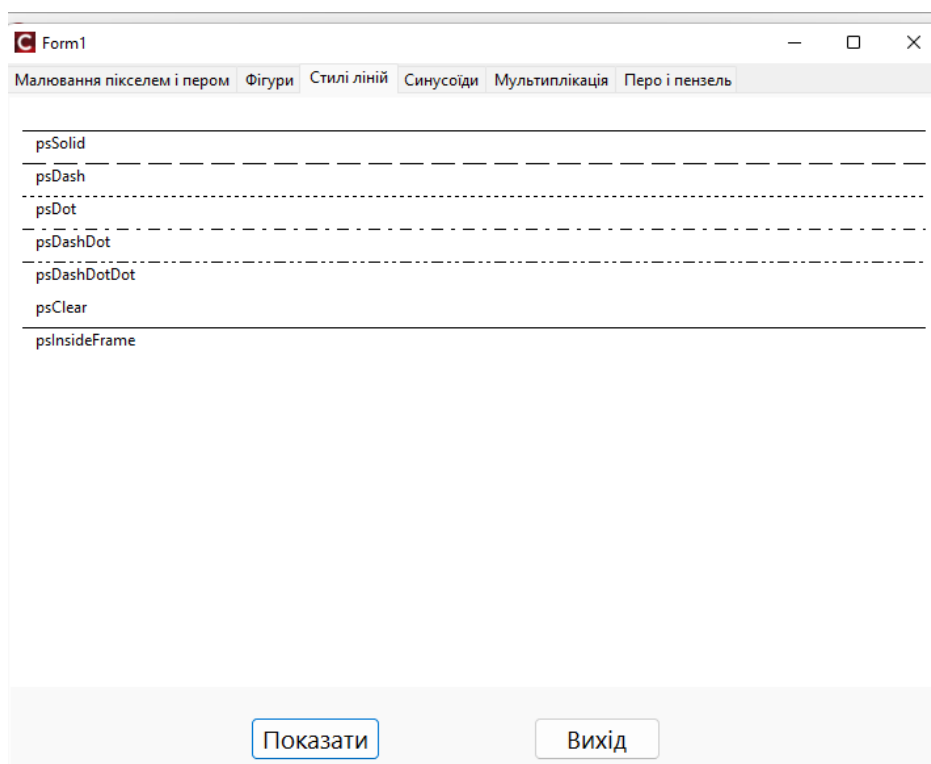 Form1
Малювання пікселем і пером Фігури Стилі ліній Синусоїди Мультиплікація Перо і пензель
psSolid
psDash
psDot
psDashDot
psDashDotDot
psClear
psInsideFrame
Показати Вихід